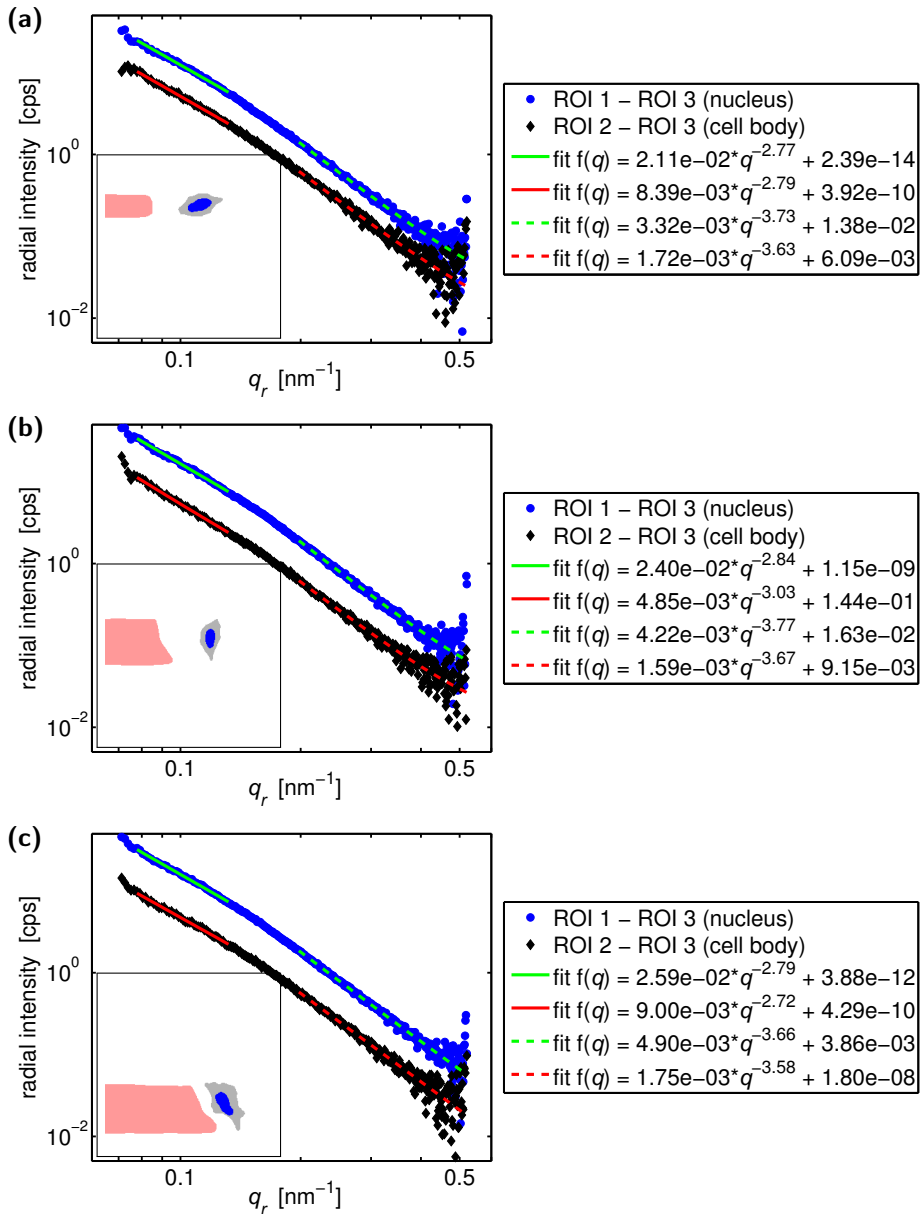 (a)
radial intensity [cps]
10⁰
10⁻²
0.1
0.5
qᵣ [nm⁻¹]
ROI 1 – ROI 3 (nucleus)
ROI 2 – ROI 3 (cell body)
fit f(q) = 2.11e−02*q⁻²·⁷⁷ + 2.39e−14
fit f(q) = 8.39e−03*q⁻²·⁷⁹ + 3.92e−10
fit f(q) = 3.32e−03*q⁻³·⁷³ + 1.38e−02
fit f(q) = 1.72e−03*q⁻³·⁶³ + 6.09e−03
(b)
radial intensity [cps]
10⁰
10⁻²
0.1
0.5
qᵣ [nm⁻¹]
ROI 1 – ROI 3 (nucleus)
ROI 2 – ROI 3 (cell body)
fit f(q) = 2.40e−02*q⁻²·⁸⁴ + 1.15e−09
fit f(q) = 4.85e−03*q⁻³·⁰³ + 1.44e−01
fit f(q) = 4.22e−03*q⁻³·⁷⁷ + 1.63e−02
fit f(q) = 1.59e−03*q⁻³·⁶⁷ + 9.15e−03
(c)
radial intensity [cps]
10⁰
10⁻²
0.1
0.5
qᵣ [nm⁻¹]
ROI 1 – ROI 3 (nucleus)
ROI 2 – ROI 3 (cell body)
fit f(q) = 2.59e−02*q⁻²·⁷⁹ + 3.88e−12
fit f(q) = 9.00e−03*q⁻²·⁷² + 4.29e−10
fit f(q) = 4.90e−03*q⁻³·⁶⁶ + 3.86e−03
fit f(q) = 1.75e−03*q⁻³·⁵⁸ + 1.80e−08